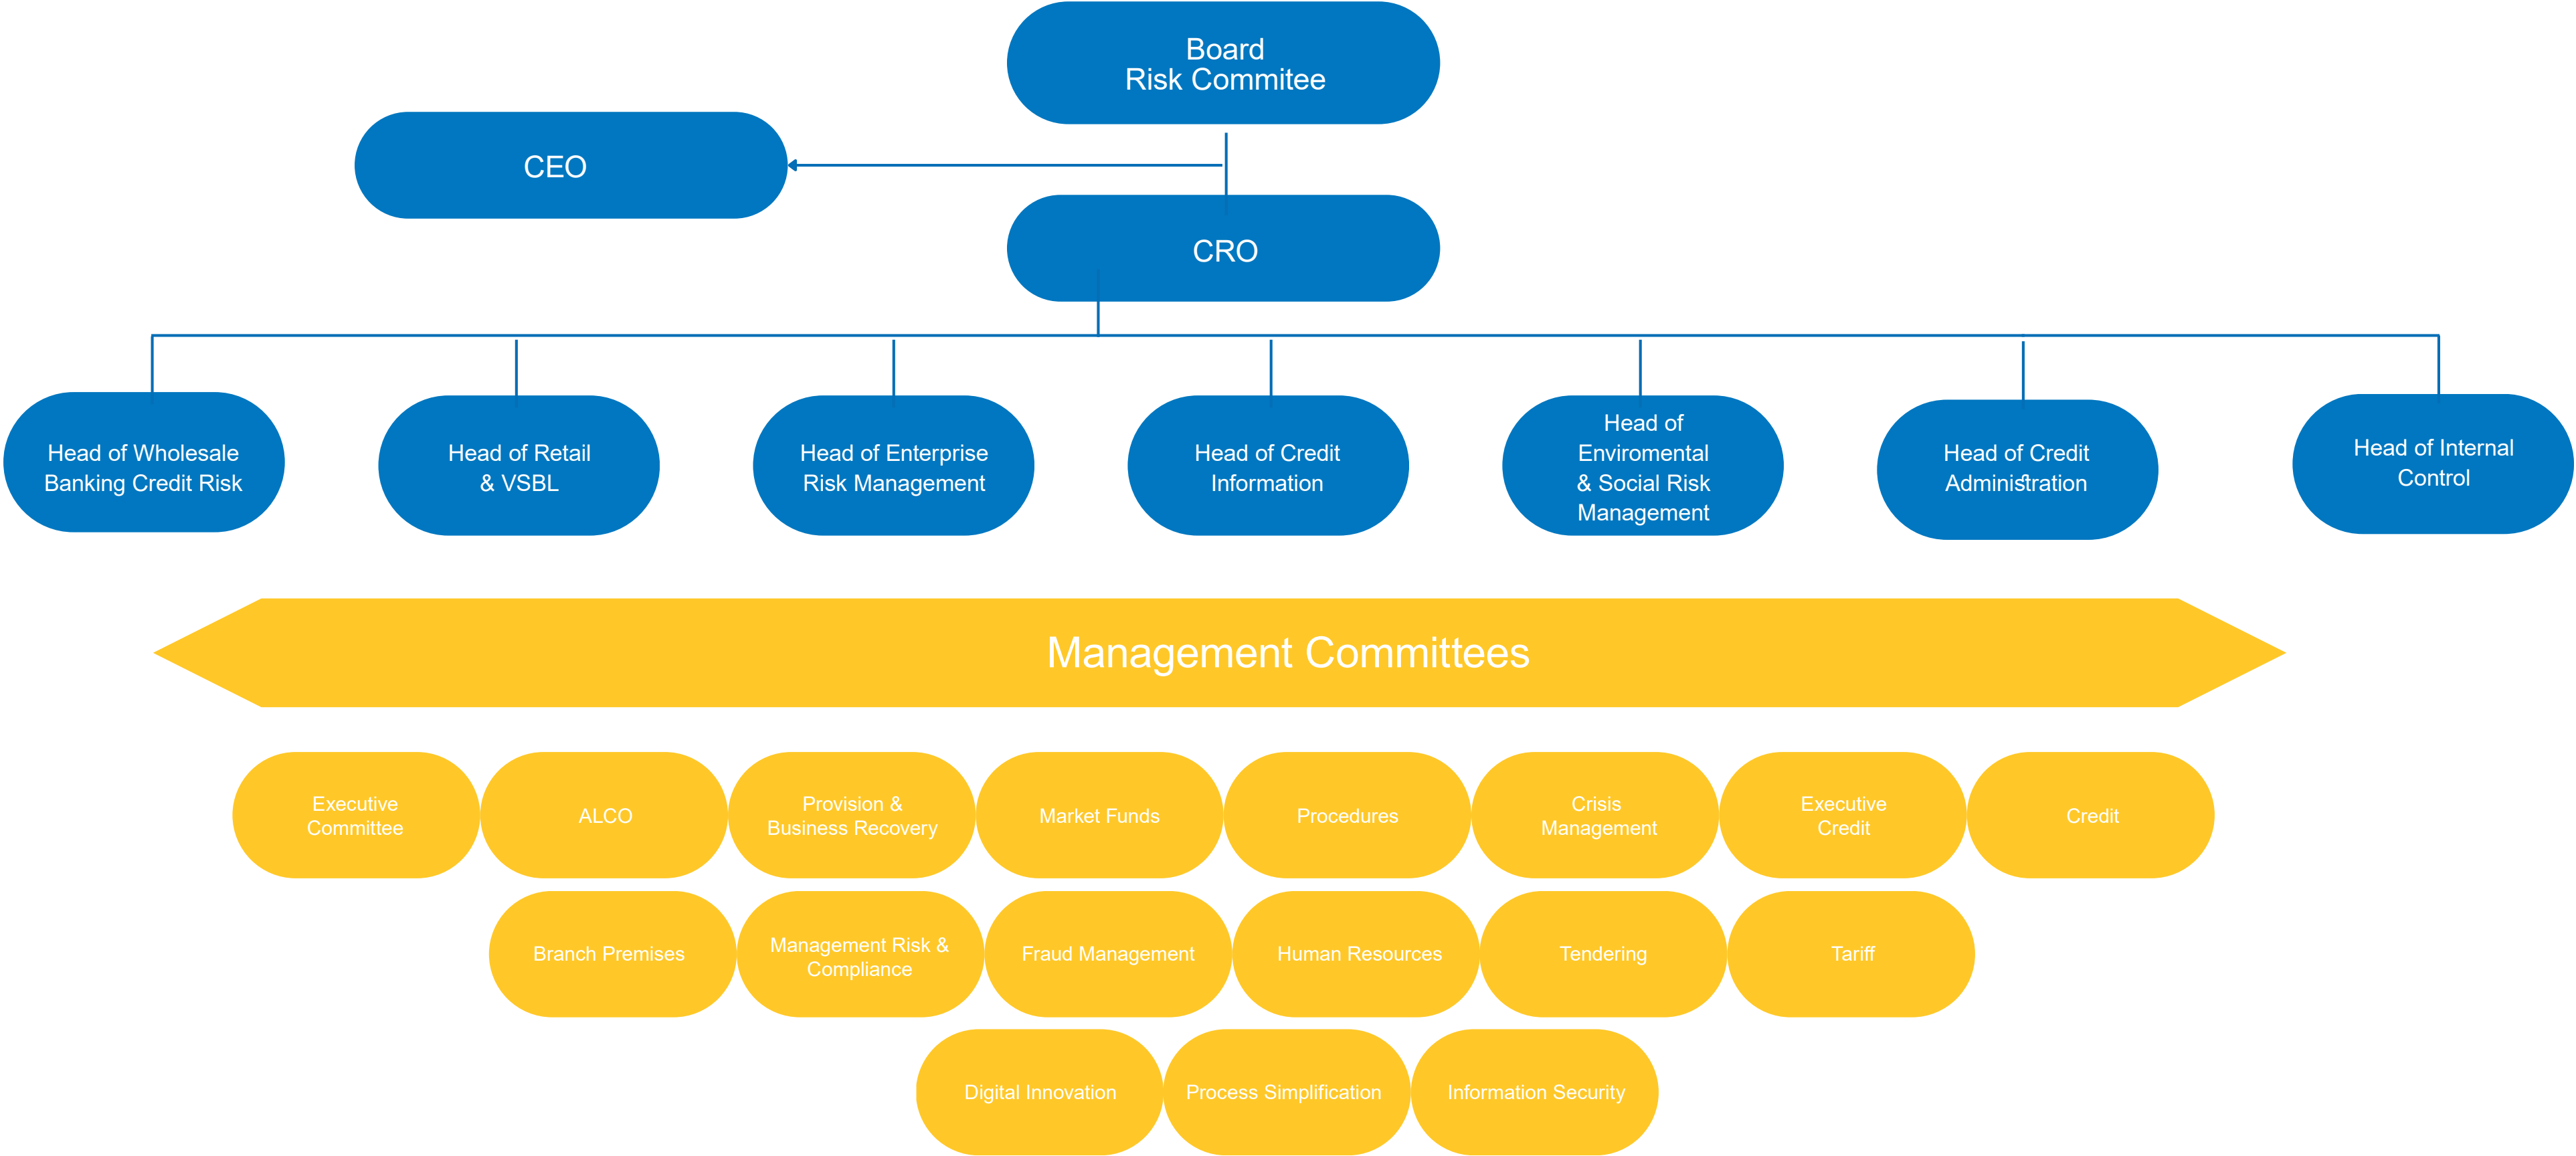 Board
Risk Commitee
CEO
CRO
Head of Wholesale
Banking Credit Risk
Head of Retail
& VSBL
Head of Enterprise
Risk Management
Head of Credit
Information
Head of
Enviromental
& Social Risk
Management
Head of Credit
Administration
Head of Internal
Control
Management Committees
Executive
Committee
ALCO
Provision &
Business Recovery
Market Funds
Procedures
Crisis
Management
Executive
Credit
Credit
Branch Premises
Management Risk &
Compliance
Fraud Management
Human Resources
Tendering
Tariff
Digital Innovation
Process Simplification
Information Security